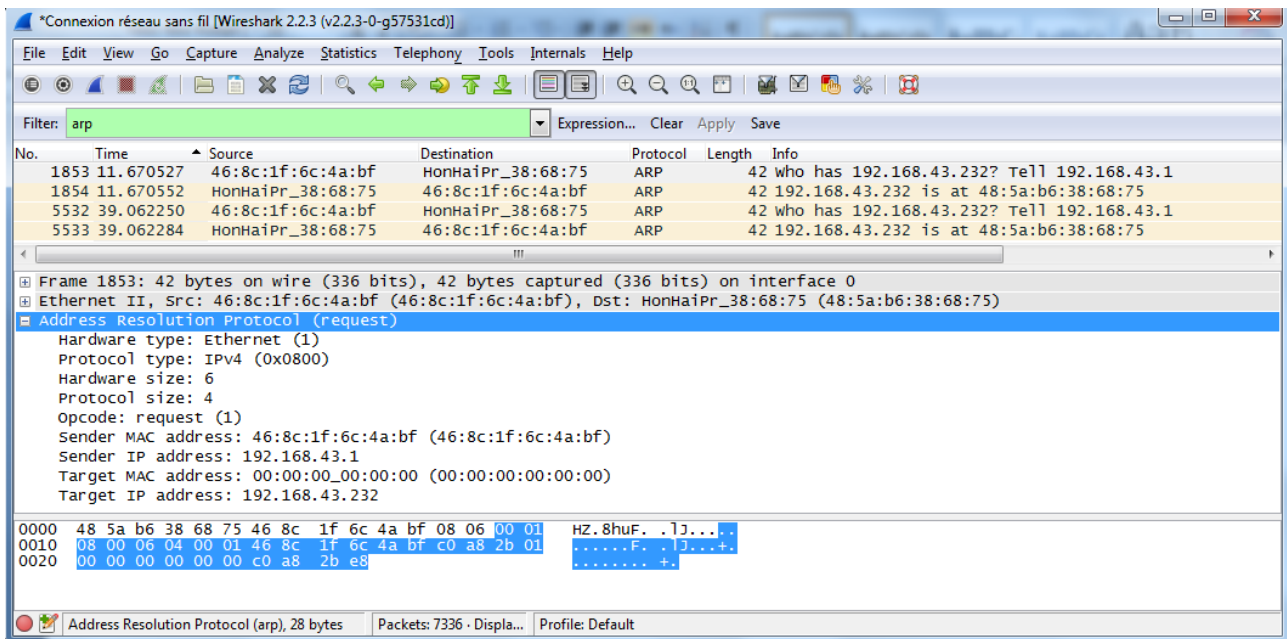 *Connexion réseau sans fil [Wireshark 2.2.3 (v2.2.3-0-g57531cd)]
File Edit View Go Capture Analyze Statistics Telephony Tools Internals Help
Filter: arp Expression... Clear Apply Save
No. Time Source Destination Protocol Length Info
1853 11.670527 46:8c:1f:6c:4a:bf HonHaiPr_38:68:75 ARP 42 Who has 192.168.43.232? Tell 192.168.43.1
1854 11.670552 HonHaiPr_38:68:75 46:8c:1f:6c:4a:bf ARP 42 192.168.43.232 is at 48:5a:b6:38:68:75
5532 39.062250 46:8c:1f:6c:4a:bf HonHaiPr_38:68:75 ARP 42 Who has 192.168.43.232? Tell 192.168.43.1
5533 39.062284 HonHaiPr_38:68:75 46:8c:1f:6c:4a:bf ARP 42 192.168.43.232 is at 48:5a:b6:38:68:75
Frame 1853: 42 bytes on wire (336 bits), 42 bytes captured (336 bits) on interface 0
Ethernet II, Src: 46:8c:1f:6c:4a:bf (46:8c:1f:6c:4a:bf), Dst: HonHaiPr_38:68:75 (48:5a:b6:38:68:75)
Address Resolution Protocol (request)
Hardware type: Ethernet (1)
Protocol type: IPv4 (0x0800)
Hardware size: 6
Protocol size: 4
Opcode: request (1)
Sender MAC address: 46:8c:1f:6c:4a:bf (46:8c:1f:6c:4a:bf)
Sender IP address: 192.168.43.1
Target MAC address: 00:00:00_00:00:00 (00:00:00:00:00:00)
Target IP address: 192.168.43.232
0000 48 5a b6 38 68 75 46 8c 1f 6c 4a bf 08 06 00 01 HZ.8huF. .lJ.....
0010 08 00 06 04 00 01 46 8c 1f 6c 4a bf c0 a8 2b 01 ......F. .lJ...+.
0020 00 00 00 00 00 00 c0 a8 2b e8 ........ +.
Address Resolution Protocol (arp), 28 bytes Packets: 7336 · Displa... Profile: Default